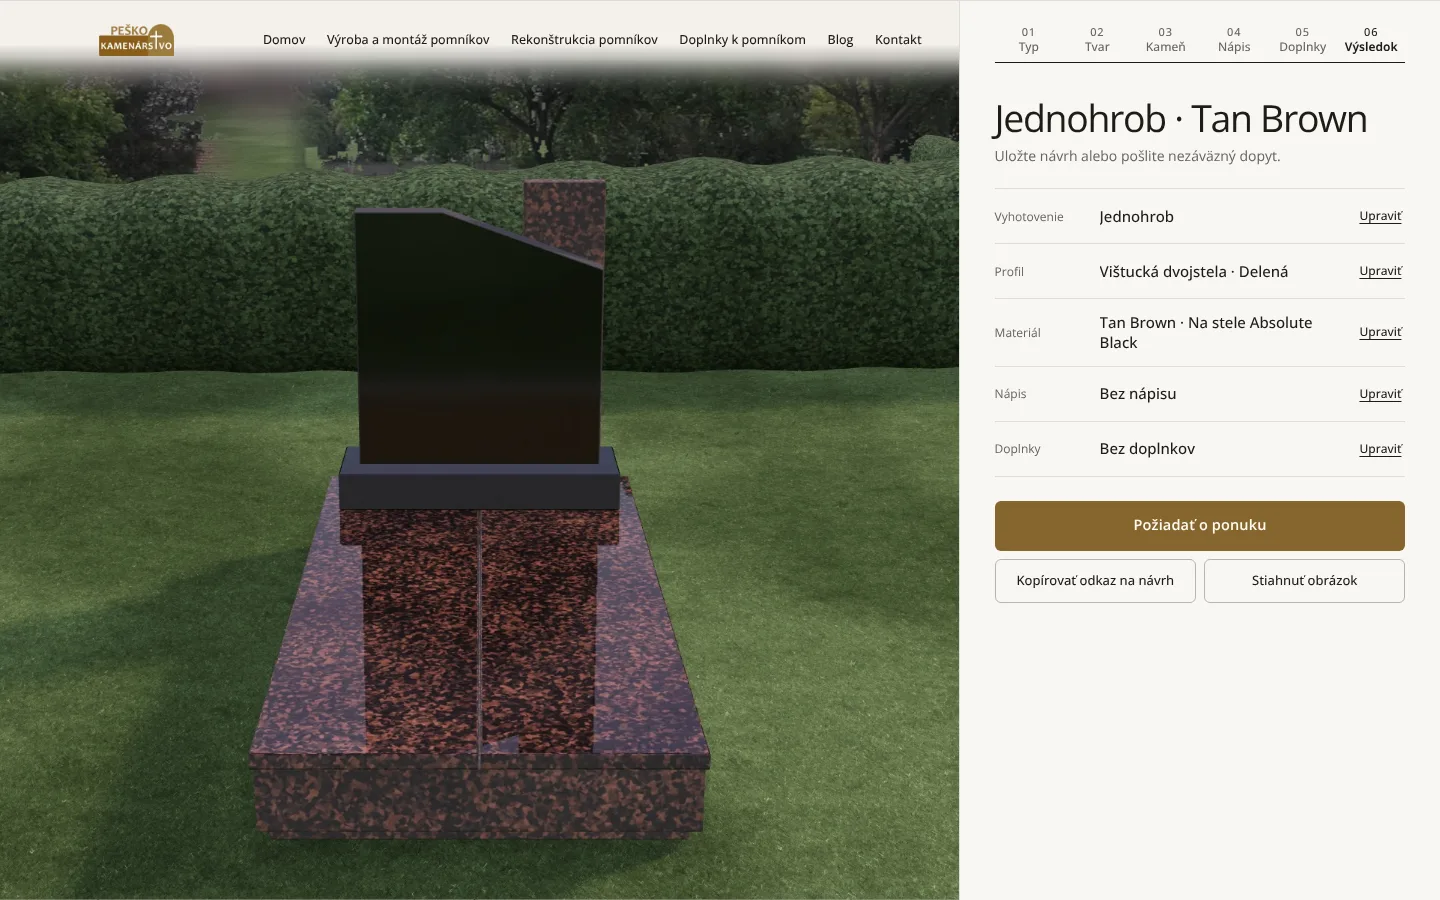 PEŠKO
KAMENÁRSTVO
Domov
Výroba a montáž pomníkov
Rekonštrukcia pomníkov
Doplnky k pomníkom
Blog
Kontakt
01
Typ
02
Tvar
03
Kameň
04
Nápis
05
Doplnky
06
Výsledok
Jednohrob · Tan Brown
Uložte návrh alebo pošlite nezáväzný dopyt.
Vyhotovenie
Jednohrob
Upraviť
Profil
Vištucká dvojstela · Delená
Upraviť
Materiál
Tan Brown · Na stele Absolute
Black
Upraviť
Nápis
Bez nápisu
Upraviť
Doplnky
Bez doplnkov
Upraviť
Požiadať o ponuku
Kopírovať odkaz na návrh
Stiahnuť obrázok